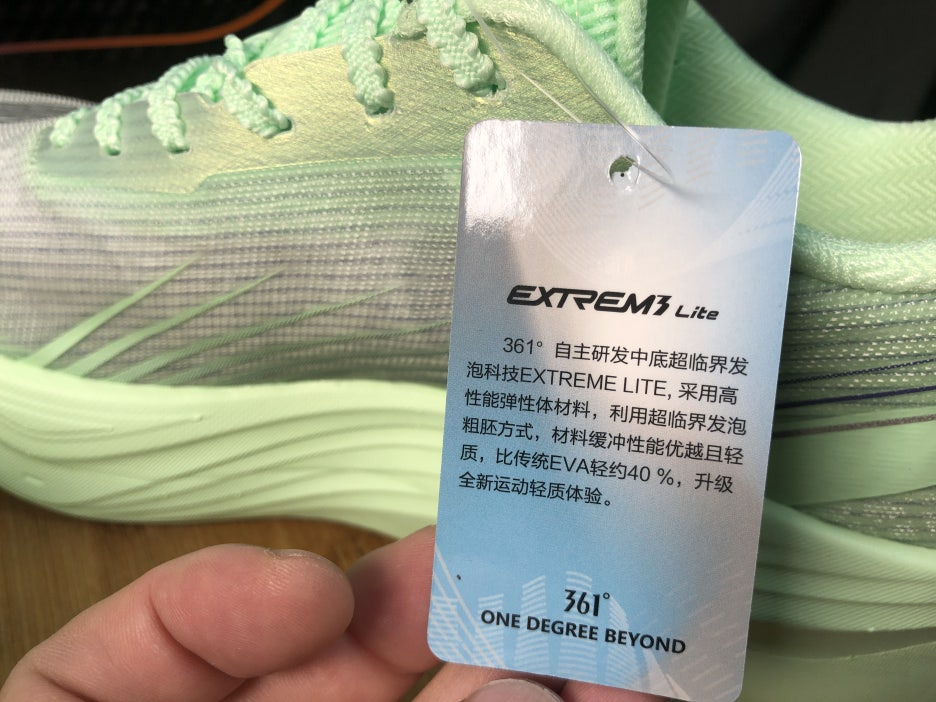 EXTREM3 Lite
361° 自主研发中底超临界发
泡科技EXTREME LITE, 采用高
性能弹性体材料，利用超临界发泡
粗胚方式，材料缓冲性能优越且轻
质，比传统EVA轻约40 %，升级
全新运动轻质体验。
361°
ONE DEGREE BEYOND